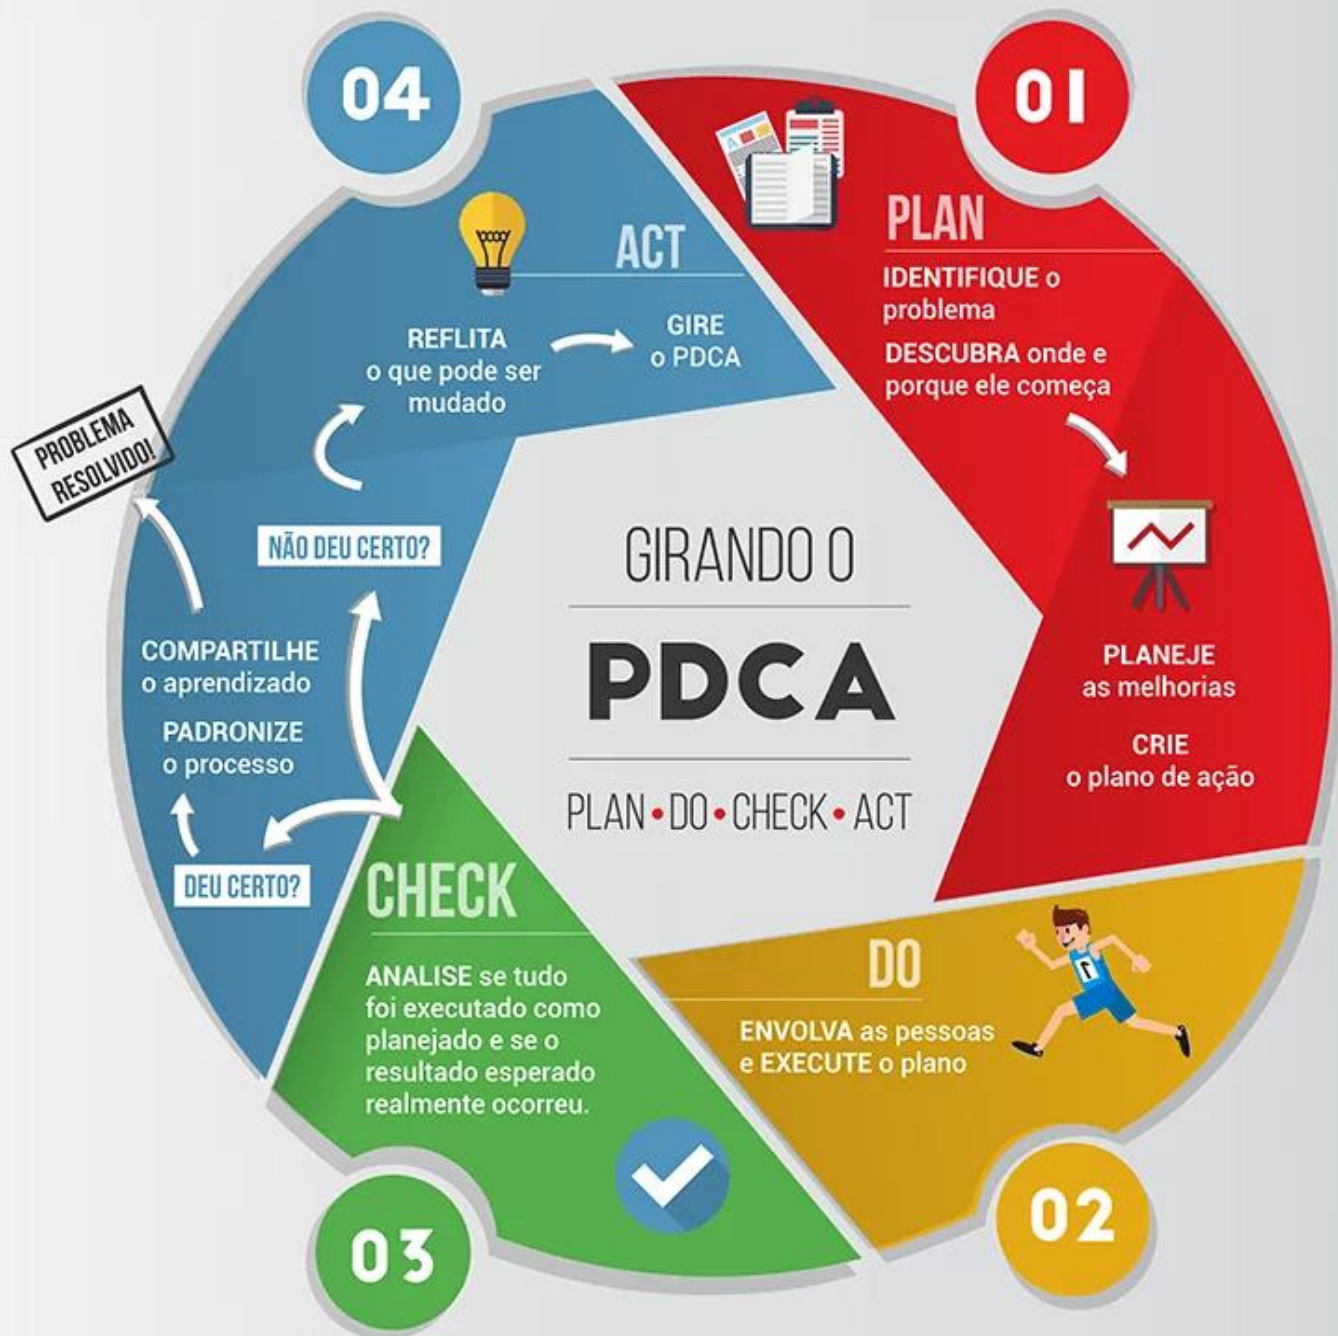 GIRANDO O
PDCA
PLAN • DO • CHECK • ACT
01
PLAN
IDENTIFIQUE o
problema
DESCUBRA onde e
porque ele começa
PLANEJE
as melhorias
CRIE
o plano de ação
02
DO
ENVOLVA as pessoas
e EXECUTE o plano
1
03
CHECK
ANALISE se tudo
foi executado como
planejado e se o
resultado esperado
realmente ocorreu.
04
ACT
NÃO DEU CERTO?
REFLITA
o que pode ser
mudado
GIRE
o PDCA
DEU CERTO?
PADRONIZE
o processo
COMPARTILHE
o aprendizado
PROBLEMA
RESOLVIDO!